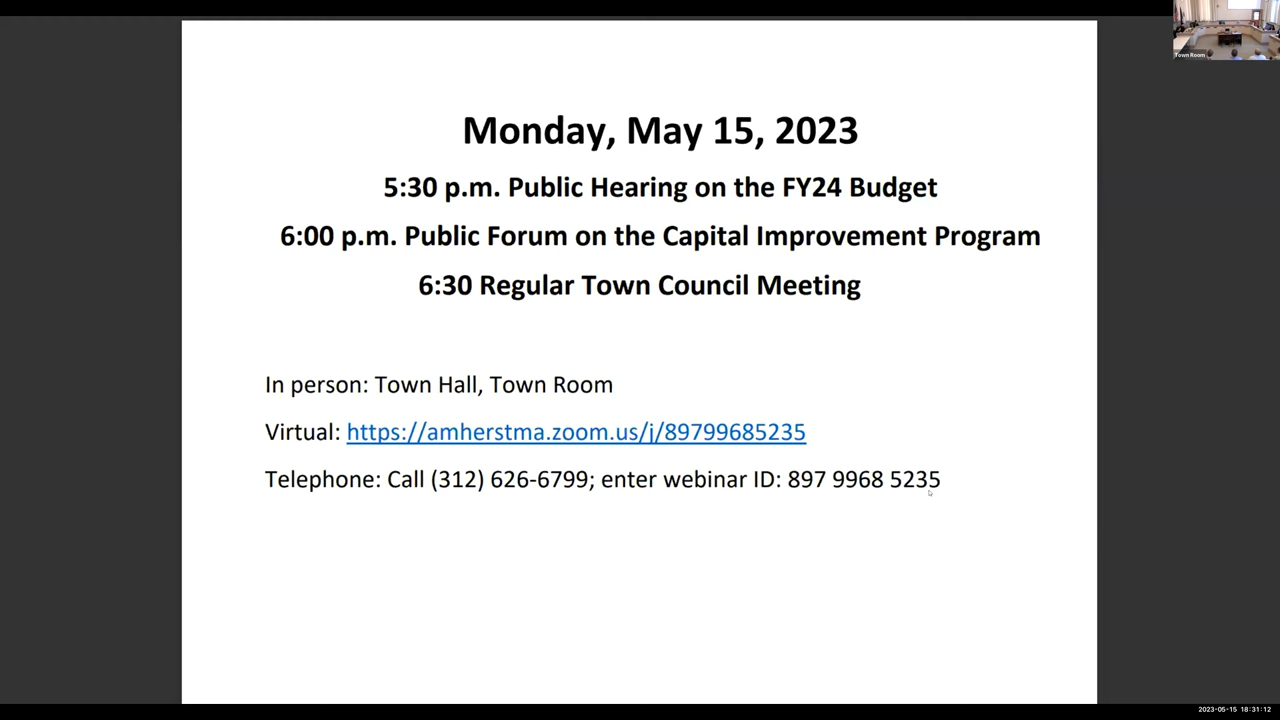 Town Room
Monday, May 15, 2023
5:30 p.m. Public Hearing on the FY24 Budget
6:00 p.m. Public Forum on the Capital Improvement Program
6:30 Regular Town Council Meeting
In person: Town Hall, Town Room
Virtual: https://amherstma.zoom.us/j/89799685235
Telephone: Call (312) 626-6799; enter webinar ID: 897 9968 5235
2023-05-15 18:31:12